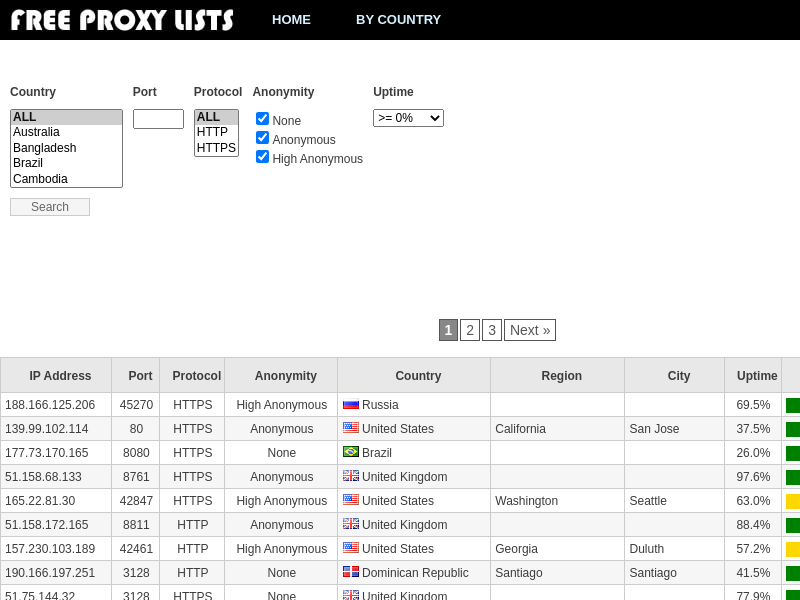 FREE PROXY LISTS HOME BY COUNTRY
Country Port Protocol Anonymity Uptime
ALL
Australia
Bangladesh
Brazil
Cambodia
ALL
HTTP
HTTPS
None
Anonymous
High Anonymous
>= 0%
Search
1 2 3 Next »
IP Address Port Protocol Anonymity Country Region City Uptime
188.166.125.206 45270 HTTPS High Anonymous Russia 69.5%
139.99.102.114 80 HTTPS Anonymous United States California San Jose 37.5%
177.73.170.165 8080 HTTPS None Brazil 26.0%
51.158.68.133 8761 HTTPS Anonymous United Kingdom 97.6%
165.22.81.30 42847 HTTPS High Anonymous United States Washington Seattle 63.0%
51.158.172.165 8811 HTTP Anonymous United Kingdom 88.4%
157.230.103.189 42461 HTTP High Anonymous United States Georgia Duluth 57.2%
190.166.197.251 3128 HTTP None Dominican Republic Santiago Santiago 41.5%
51.75.144.32 3128 HTTPS None United Kingdom 77.9%